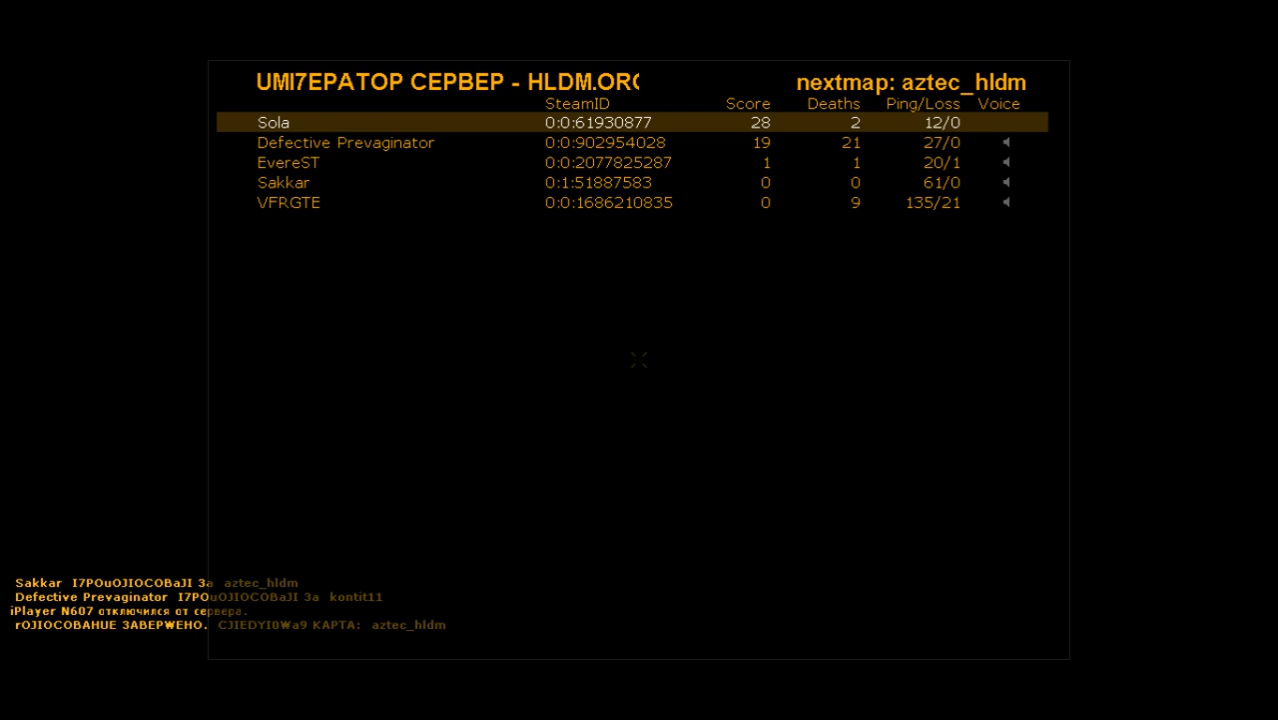 UMI7EPATOP CEPBEP - HLDM.ORG nextmap: aztec_hldm
SteamID Score Deaths Ping/Loss Voice
Sola 0:0:61930877 28 2 12/0
Defective Prevaginator 0:0:902954028 19 21 27/0
EvereST 0:0:2077825287 1 1 20/1
Sakkar 0:1:51887583 0 0 61/0
VFRGTE 0:0:1686210835 0 9 135/21
Sakkar I7POuOJIOCOBaJI 3a aztec_hldm
Defective Prevaginator I7POuOJIOCOBaJI 3a kontit11
iPlayer N607 отключился от сервера.
rOJIOCOBAHUE 3ABEP₩EHO. CJIEDYI0₩a9 KAPTA: aztec_hldm